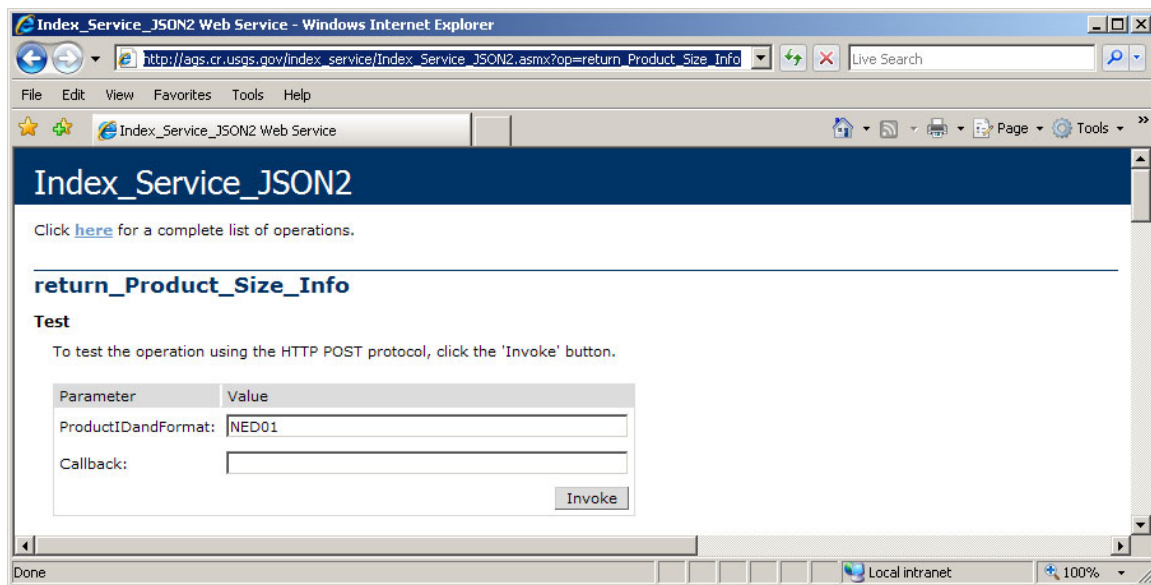 Index_Service_JSON2 Web Service - Windows Internet Explorer
http://ags.cr.usgs.gov/index_service/Index_Service_JSON2.asmx?op=return_Product_Size_Info Live Search
File Edit View Favorites Tools Help
Index_Service_JSON2 Web Service Page Tools »
Index_Service_JSON2
Click here for a complete list of operations.
return_Product_Size_Info
Test
To test the operation using the HTTP POST protocol, click the 'Invoke' button.
Parameter Value
ProductIDandFormat: NED01
Callback:
Invoke
Done Local intranet 100%